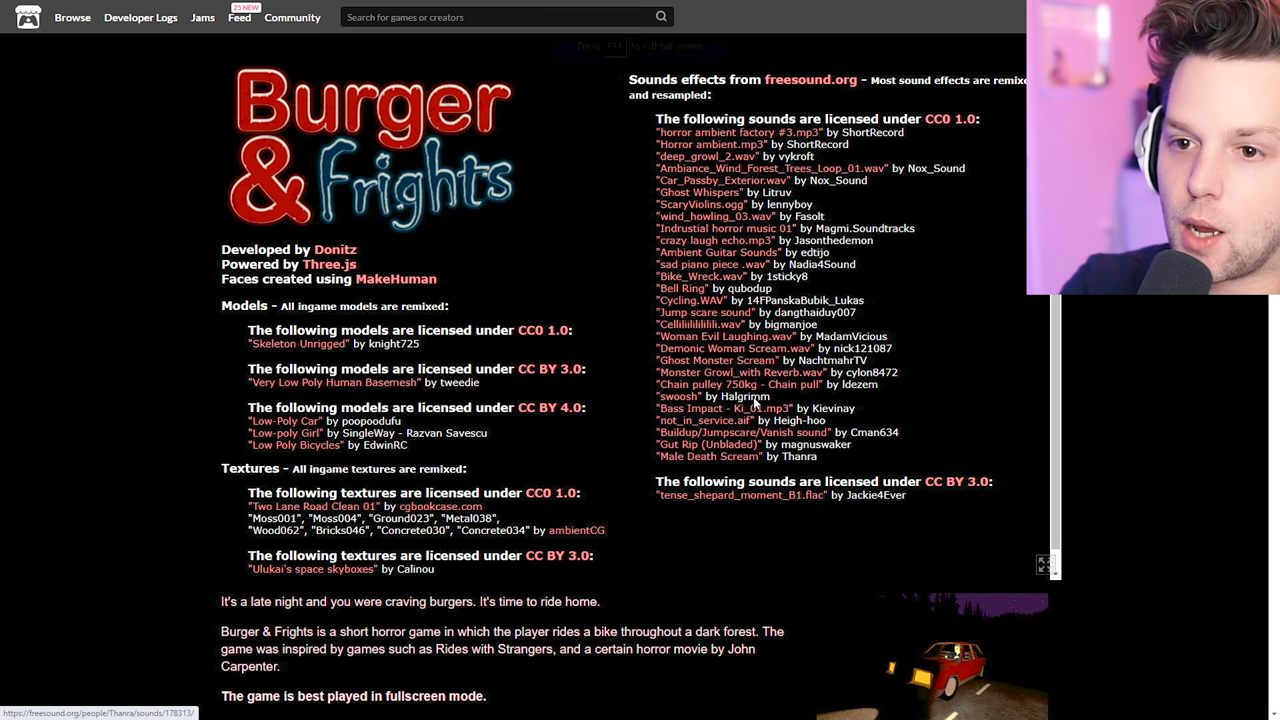 25 NEW
Browse Developer Logs Jams Feed Community
Search for games or creators
Press F11 to exit full screen
Burger
& Frights
Developed by Donitz
Powered by Three.js
Faces created using MakeHuman
Models - All ingame models are remixed:
The following models are licensed under CC0 1.0:
"Skeleton Unrigged" by knight725
The following models are licensed under CC BY 3.0:
"Very Low Poly Human Basemesh" by tweedie
The following models are licensed under CC BY 4.0:
"Low-Poly Car" by poopoodufu
"Low-poly Girl" by SingleWay - Razvan Savescu
"Low Poly Bicycles" by EdwinRC
Textures - All ingame textures are remixed:
The following textures are licensed under CC0 1.0:
"Two Lane Road Clean 01" by cgbookcase.com
"Moss001", "Moss004", "Ground023", "Metal038",
"Wood062", "Bricks046", "Concrete030", "Concrete034" by ambientCG
The following textures are licensed under CC BY 3.0:
"Ulukai's space skyboxes" by Calinou
Sounds effects from freesound.org - Most sound effects are remixe
and resampled:
The following sounds are licensed under CC0 1.0:
"horror ambient factory #3.mp3" by ShortRecord
"Horror ambient.mp3" by ShortRecord
"deep_growl_2.wav" by vykroft
"Ambiance_Wind_Forest_Trees_Loop_01.wav" by Nox_Sound
"Car_Passby_Exterior.wav" by Nox_Sound
"Ghost Whispers" by Litruv
"ScaryViolins.ogg" by lennyboy
"wind_howling_03.wav" by Fasolt
"Indrustial horror music 01" by Magmi.Soundtracks
"crazy laugh echo.mp3" by Jasonthedemon
"Ambient Guitar Sounds" by edtijo
"sad piano piece .wav" by Nadia4Sound
"Bike_Wreck.wav" by 1sticky8
"Bell Ring" by qubodup
"Cycling.WAV" by 14FPanskaBubik_Lukas
"Jump scare sound" by dangthaiduy007
"Celliiiliililili.wav" by bigmanjoe
"Woman Evil Laughing.wav" by MadamVicious
"Demonic Woman Scream.wav" by nick121087
"Ghost Monster Scream" by NachtmahrTV
"Monster Growl_with Reverb.wav" by cylon8472
"Chain pulley 750kg - Chain pull" by ldezem
"swoosh" by Halgrimm
"Bass Impact - Ki_01.mp3" by Kievinay
"not_in_service.aif" by Heigh-hoo
"Buildup/Jumpscare/Vanish sound" by Cman634
"Gut Rip (Unbladed)" by magnuswaker
"Male Death Scream" by Thanra
The following sounds are licensed under CC BY 3.0:
"tense_shepard_moment_B1.flac" by Jackie4Ever
It's a late night and you were craving burgers. It's time to ride home.
Burger & Frights is a short horror game in which the player rides a bike throughout a dark forest. The
game was inspired by games such as Rides with Strangers, and a certain horror movie by John
Carpenter.
The game is best played in fullscreen mode.
https://freesound.org/people/Thanra/sounds/178313/